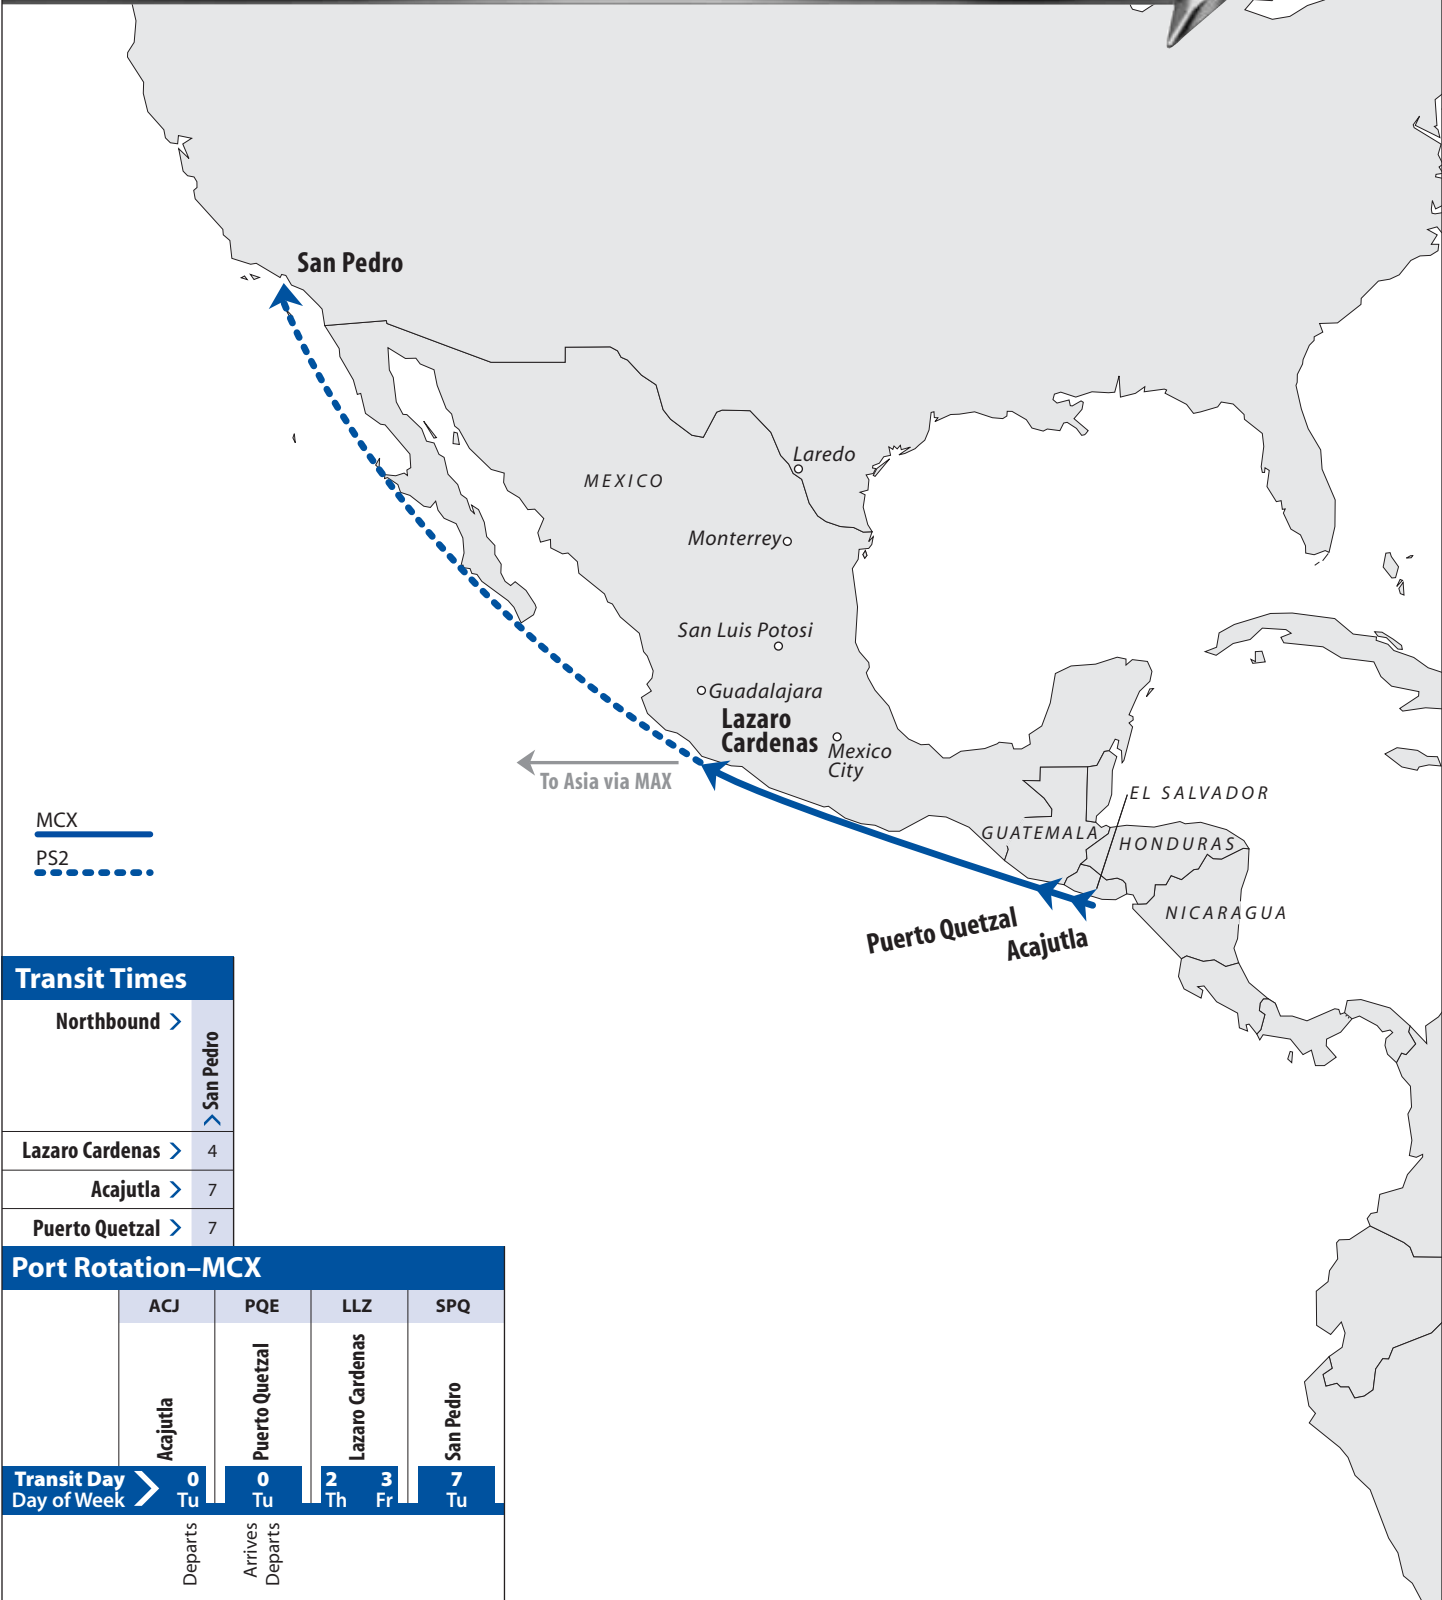 San Pedro
Laredo
MEXICO
Monterrey
San Luis Potosi
Guadalajara
Lazaro
Cardenas
Mexico
City
To Asia via MAX
EL SALVADOR
GUATEMALA
HONDURAS
NICARAGUA
Puerto Quetzal
Acajutla
MCX
PS2
Transit Times
Northbound
San Pedro
Lazaro Cardenas 4
Acajutla 7
Puerto Quetzal 7
Port Rotation–MCX
ACJ PQE LLZ SPQ
Acajutla
Puerto Quetzal
Lazaro Cardenas
San Pedro
Transit Day 0 0 2 3 7
Day of Week Tu Tu Th Fr Tu
Departs
Arrives
Departs